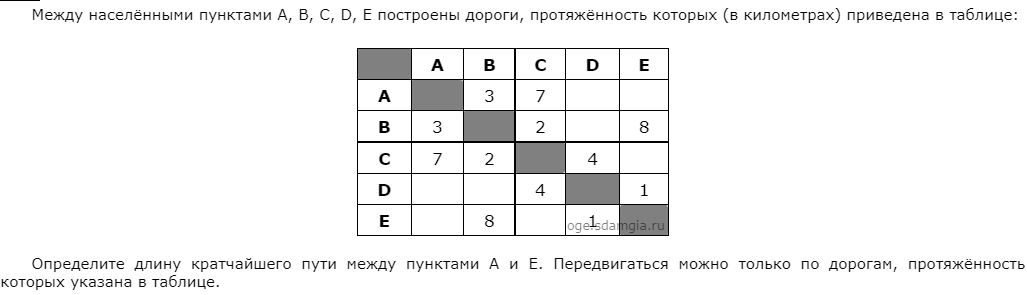 Между населёнными пунктами А, В, С, D, Е построены дороги, протяжённость которых (в километрах) приведена в таблице:
A B C D E
A 3 7
B 3 2 8
C 7 2 4
D 4 1
E 8 1
oge.sdamgia.ru
Определите длину кратчайшего пути между пунктами А и Е. Передвигаться можно только по дорогам, протяжённость
которых указана в таблице.